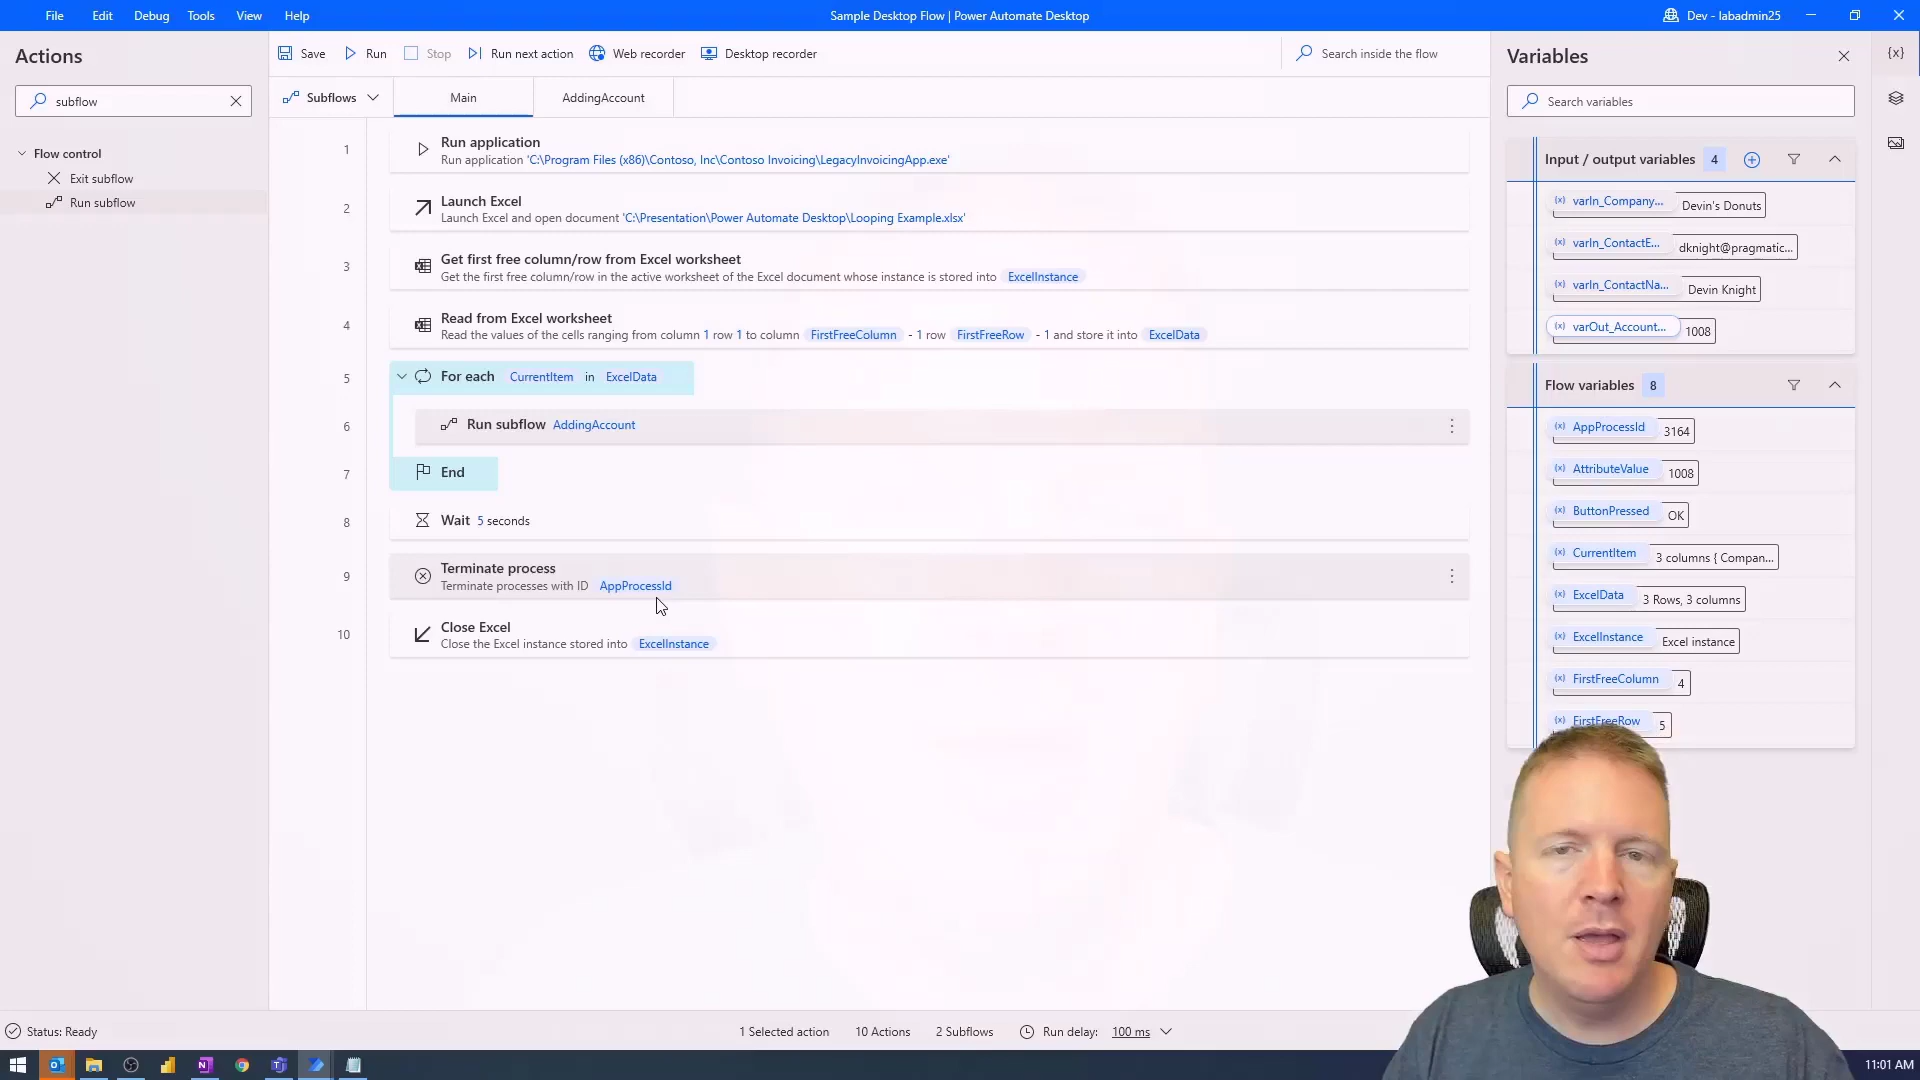 File Edit Debug Tools View Help
Sample Desktop Flow | Power Automate Desktop
Dev - labadmin25
Actions
subflow
Flow control
Exit subflow
Run subflow
Save Run Stop Run next action Web recorder Desktop recorder
Search inside the flow
Subflows Main AddingAccount
1 Run application
Run application 'C:\Program Files (x86)\Contoso, Inc\Contoso Invoicing\LegacyInvoicingApp.exe'
2 Launch Excel
Launch Excel and open document 'C:\Presentation\Power Automate Desktop\Looping Example.xlsx'
3 Get first free column/row from Excel worksheet
Get the first free column/row in the active worksheet of the Excel document whose instance is stored into ExcelInstance
4 Read from Excel worksheet
Read the values of the cells ranging from column 1 row 1 to column FirstFreeColumn - 1 row FirstFreeRow - 1 and store it into ExcelData
5 For each CurrentItem in ExcelData
6 Run subflow AddingAccount
7 End
8 Wait 5 seconds
9 Terminate process
Terminate processes with ID AppProcessId
10 Close Excel
Close the Excel instance stored into ExcelInstance
Variables
{x}
Search variables
Input / output variables 4
(x) varIn_Company... Devin's Donuts
(x) varIn_ContactE... dknight@pragmatic...
(x) varIn_ContactNa... Devin Knight
(x) varOut_Account... 1008
Flow variables 8
(x) AppProcessId 3164
(x) AttributeValue 1008
(x) ButtonPressed OK
(x) CurrentItem 3 columns { Compan...
(x) ExcelData 3 Rows, 3 columns
(x) ExcelInstance Excel instance
(x) FirstFreeColumn 4
(x) FirstFreeRow 5
Status: Ready
1 Selected action 10 Actions 2 Subflows Run delay: 100 ms
11:01 AM